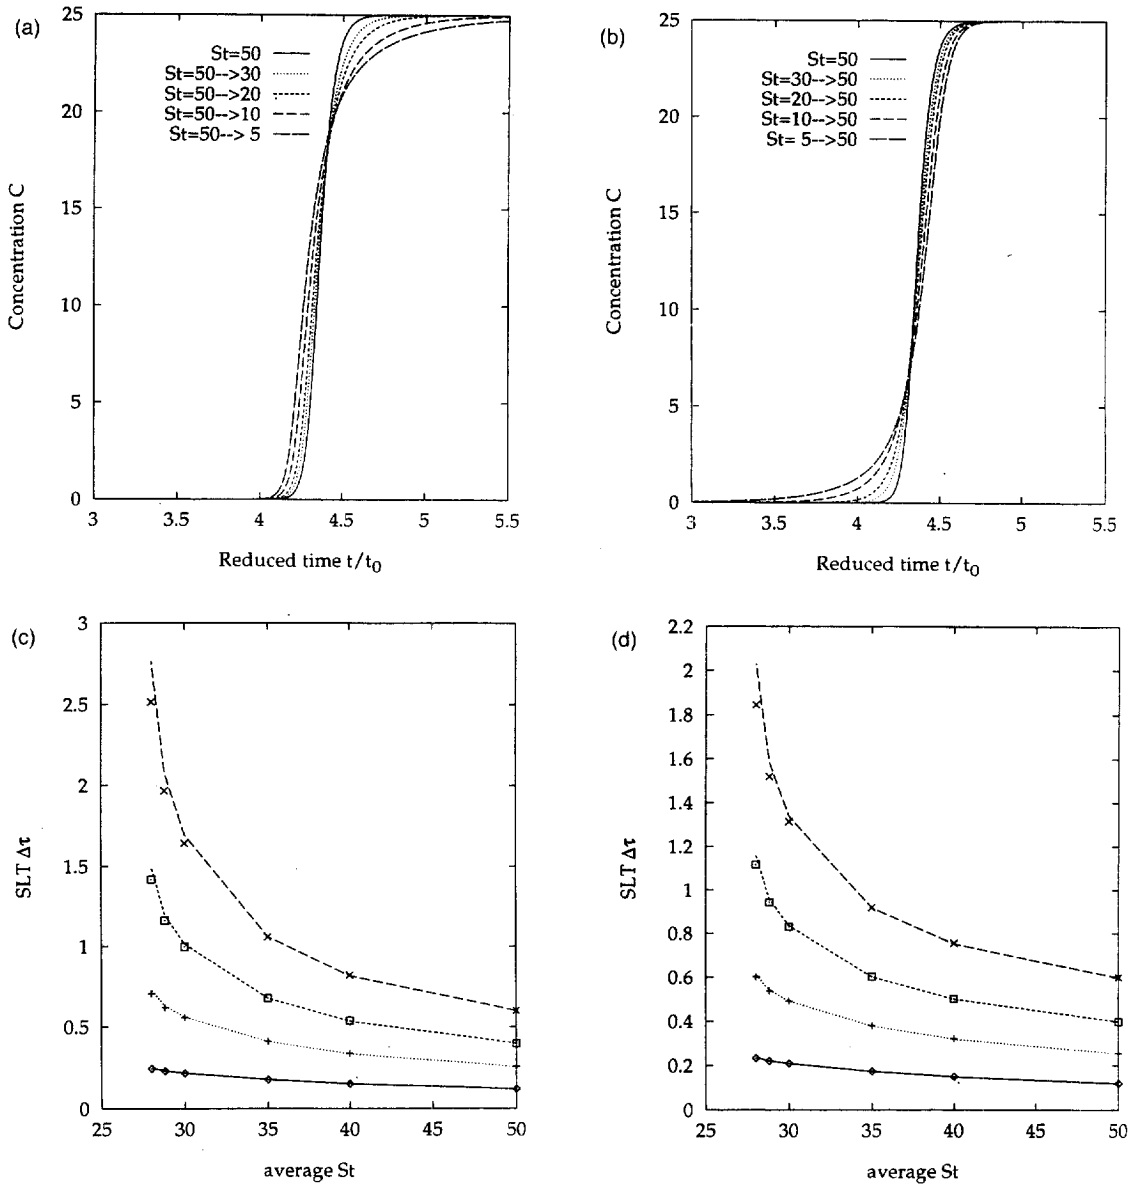 (a)
25
20
15
10
5
0
Concentration C
St=50
St=50-->30
St=50-->20
St=50-->10
St=50--> 5
3
3.5
4
4.5
5
5.5
Reduced time t/t0
(b)
25
20
15
10
5
0
Concentration C
St=50
St=30-->50
St=20-->50
St=10-->50
St= 5-->50
3
3.5
4
4.5
5
5.5
Reduced time t/t0
(c)
3
2.5
2
1.5
1
0.5
0
SLT Δτ
25
30
35
40
45
50
average St
(d)
2.2
2
1.8
1.6
1.4
1.2
1
0.8
0.6
0.4
0.2
0
SLT Δτ
25
30
35
40
45
50
average St